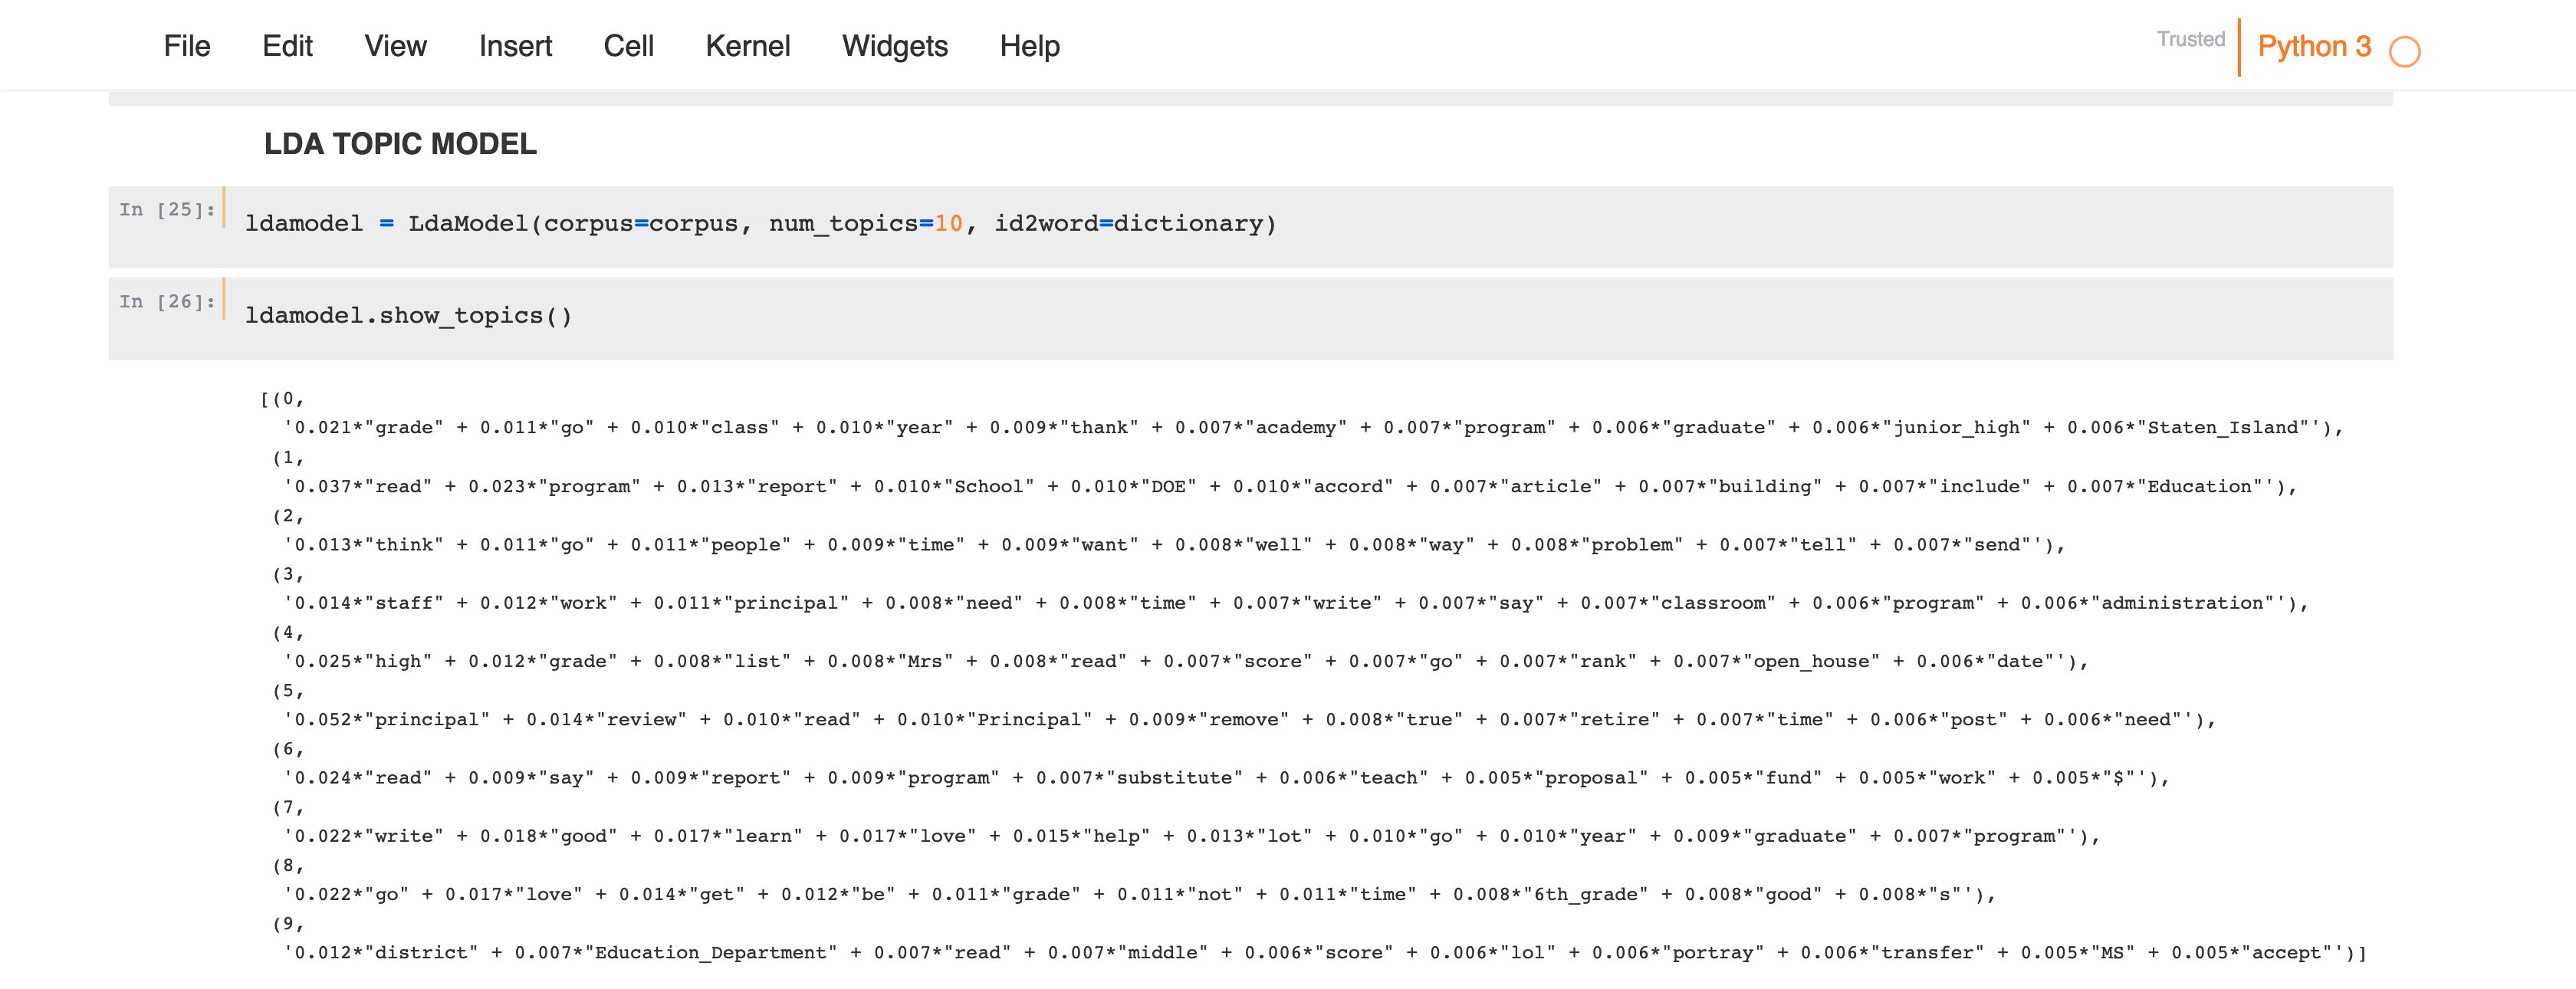 File Edit View Insert Cell Kernel Widgets Help Trusted Python 3
LDA TOPIC MODEL
In [25]: ldamodel = LdaModel(corpus=corpus, num_topics=10, id2word=dictionary)
In [26]: ldamodel.show_topics()
[(0,
'0.021*"grade" + 0.011*"go" + 0.010*"class" + 0.010*"year" + 0.009*"thank" + 0.007*"academy" + 0.007*"program" + 0.006*"graduate" + 0.006*"junior_high" + 0.006*"Staten_Island"'),
(1,
'0.037*"read" + 0.023*"program" + 0.013*"report" + 0.010*"School" + 0.010*"DOE" + 0.010*"accord" + 0.007*"article" + 0.007*"building" + 0.007*"include" + 0.007*"Education"'),
(2,
'0.013*"think" + 0.011*"go" + 0.011*"people" + 0.009*"time" + 0.009*"want" + 0.008*"well" + 0.008*"way" + 0.008*"problem" + 0.007*"tell" + 0.007*"send"'),
(3,
'0.014*"staff" + 0.012*"work" + 0.011*"principal" + 0.008*"need" + 0.008*"time" + 0.007*"write" + 0.007*"say" + 0.007*"classroom" + 0.006*"program" + 0.006*"administration"'),
(4,
'0.025*"high" + 0.012*"grade" + 0.008*"list" + 0.008*"Mrs" + 0.008*"read" + 0.007*"score" + 0.007*"go" + 0.007*"rank" + 0.007*"open_house" + 0.006*"date"'),
(5,
'0.052*"principal" + 0.014*"review" + 0.010*"read" + 0.010*"Principal" + 0.009*"remove" + 0.008*"true" + 0.007*"retire" + 0.007*"time" + 0.006*"post" + 0.006*"need"'),
(6,
'0.024*"read" + 0.009*"say" + 0.009*"report" + 0.009*"program" + 0.007*"substitute" + 0.006*"teach" + 0.005*"proposal" + 0.005*"fund" + 0.005*"work" + 0.005*"$"'),
(7,
'0.022*"write" + 0.018*"good" + 0.017*"learn" + 0.017*"love" + 0.015*"help" + 0.013*"lot" + 0.010*"go" + 0.010*"year" + 0.009*"graduate" + 0.007*"program"'),
(8,
'0.022*"go" + 0.017*"love" + 0.014*"get" + 0.012*"be" + 0.011*"grade" + 0.011*"not" + 0.011*"time" + 0.008*"6th_grade" + 0.008*"good" + 0.008*"s"'),
(9,
'0.012*"district" + 0.007*"Education_Department" + 0.007*"read" + 0.007*"middle" + 0.006*"score" + 0.006*"lol" + 0.006*"portray" + 0.006*"transfer" + 0.005*"MS" + 0.005*"accept"')]